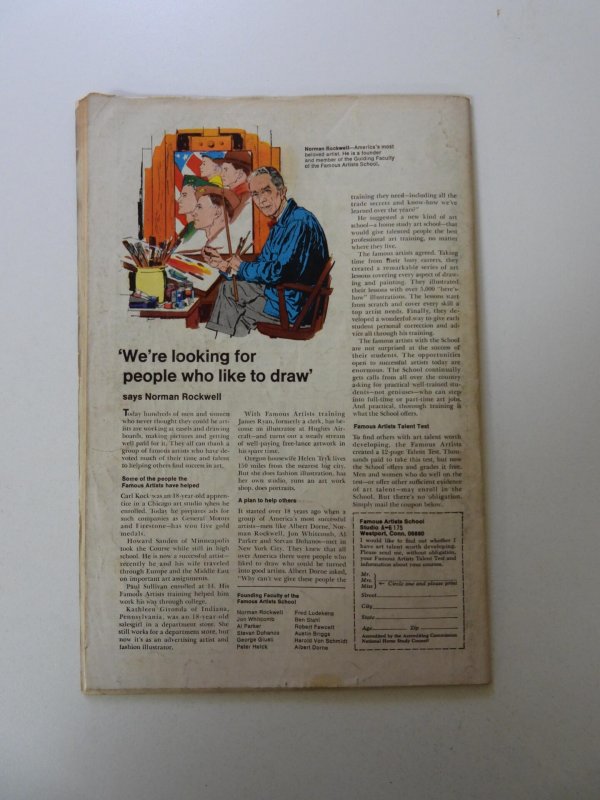 Norman Rockwell—America's most
beloved artist. He is a founder
and member of the Guiding Faculty
of the Famous Artists School.
'We're looking for
people who like to draw'
says Norman Rockwell
Today hundreds of men and women
who never thought they could be art-
ists are working at easels and drawing
boards, making pictures and getting
well paid for it. They all can thank a
group of famous artists who have de-
voted much of their time and talent
to helping others find success in art.
Some of the people the
Famous Artists have helped
Carl Kock was an 18-year-old appren-
tice in a Chicago art studio when he
enrolled. Today he prepares ads for
such companies as General Motors
and Firestone—has won five gold
medals.
Howard Sanden of Minneapolis
took the Course while still in high
school. He is now a successful artist—
recently he and his wife traveled
through Europe and the Middle East
on important art assignments.
Paul Sullivan enrolled at 14. His
Famous Artists training helped him
work his way through college.
Kathleen Gironda of Indiana,
Pennsylvania, was an 18-year-old
salesgirl in a department store. She
still works for a department store, but
now it's as an advertising artist and
fashion illustrator.
With Famous Artists training
James Ryan, formerly a clerk, has be-
come an illustrator at Hughes Air-
craft—and turns out a steady stream
of well-paying free-lance artwork in
his spare time.
Oregon housewife Helen Tryk lives
150 miles from the nearest big city.
But she does fashion illustration, has
her own studio, runs an art work
shop, does portraits.
A plan to help others
It started over 18 years ago when a
group of America's most successful
artists—men like Albert Dorne, Nor-
man Rockwell, Jon Whitcomb, Al
Parker and Stevan Dohanos—met in
New York City. They knew that all
over America there were people who
liked to draw who could be turned
into good artists. Albert Dorne asked,
"Why can't we give these people the
Founding Faculty of the
Famous Artists School
Norman Rockwell
Jon Whitcomb
Al Parker
Stevan Dohanos
George Giusti
Peter Helck
Fred Ludekens
Ben Stahl
Robert Fawcett
Austin Briggs
Harold Von Schmidt
Albert Dorne
training they need—including all the
trade secrets and know-how we've
learned over the years?"
He suggested a new kind of art
school—a home study art school—that
would give talented people the best
professional art training, no matter
where they live.
The famous artists agreed. Taking
time from their busy careers, they
created a remarkable series of art
lessons covering every aspect of draw-
ing and painting. They illustrated
their lessons with over 5,000 "here's-
how" illustrations. The lessons start
from scratch and cover every skill a
top artist needs. Finally, they de-
veloped a wonderful way to give each
student personal correction and ad-
vice all through his training.
The famous artists with the School
are not surprised at the success of
their students. The opportunities
open to successful artists today are
enormous. The School continually
gets calls from all over the country
asking for practical well-trained stu-
dents—not geniuses—who can step
into full-time or part-time art jobs.
And practical, thorough training is
what the School offers.
Famous Artists Talent Test
To find others with art talent worth
developing, the Famous Artists
created a 12-page Talent Test. Thou-
sands paid to take this test, but now
the School offers and grades it free.
Men and women who do well on the
test—or offer other sufficient evidence
of art talent—may enroll in the
School. But there's no obligation.
Simply mail the coupon below.
Famous Artists School
Westport, Conn. 06880
I would like to find out whether I
have art talent worth developing.
Please send me, without obligation,
your Famous Artists Talent Test and
information about your courses.
Mr.
Mrs. ← Circle one and please print
Miss
Street
City
State
Age Zip
Accredited by the Accrediting Commission
National Home Study Council